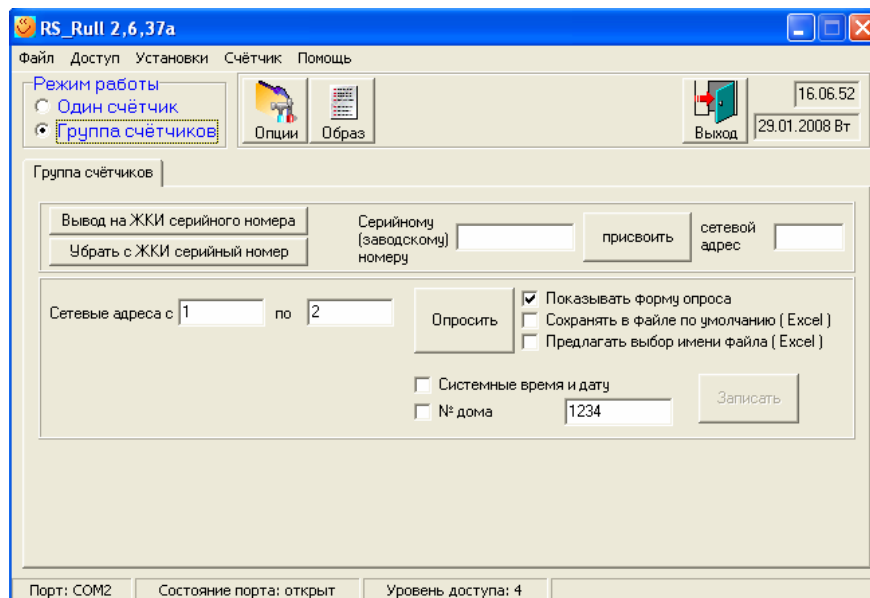 RS_Rull 2,6,37a
Файл Доступ Установки Счётчик Помощь
Режим работы
Один счётчик
Группа счётчиков
Опции
Образ
Выход
16.06.52
29.01.2008 Вт
Группа счётчиков
Вывод на ЖКИ серийного номера
Убрать с ЖКИ серийный номер
Серийному
(заводскому)
номеру
присвоить
сетевой
адрес
Сетевые адреса с 1 по 2
Опросить
Показывать форму опроса
Сохранять в файле по умолчанию ( Excel )
Предлагать выбор имени файла ( Excel )
Системные время и дату
№ дома 1234
Записать
Порт: COM2 Состояние порта: открыт Уровень доступа: 4